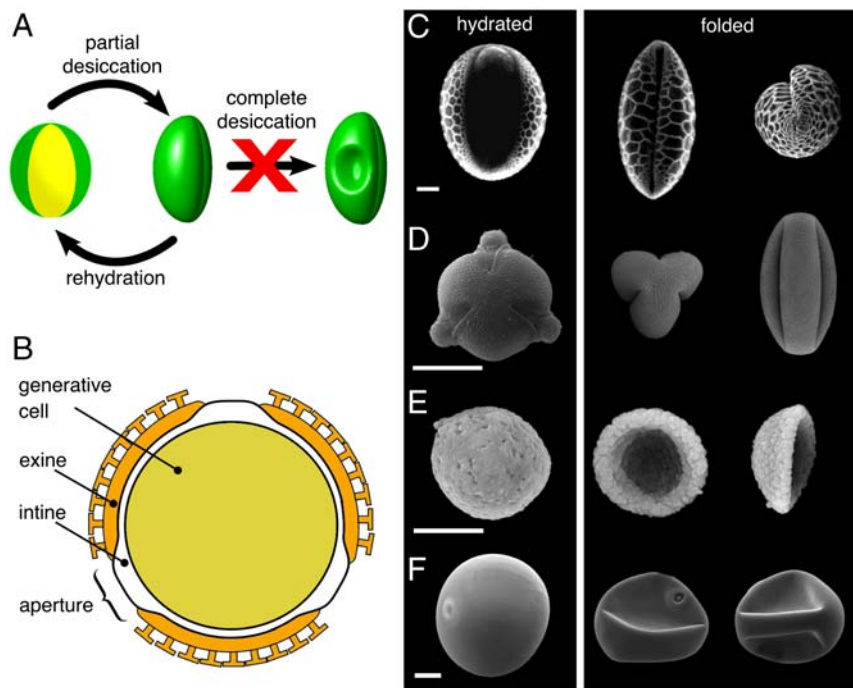 A
partial
desiccation
complete
desiccation
rehydration
B
generative
cell
exine
intine
aperture
hydrated
folded
C
D
E
F